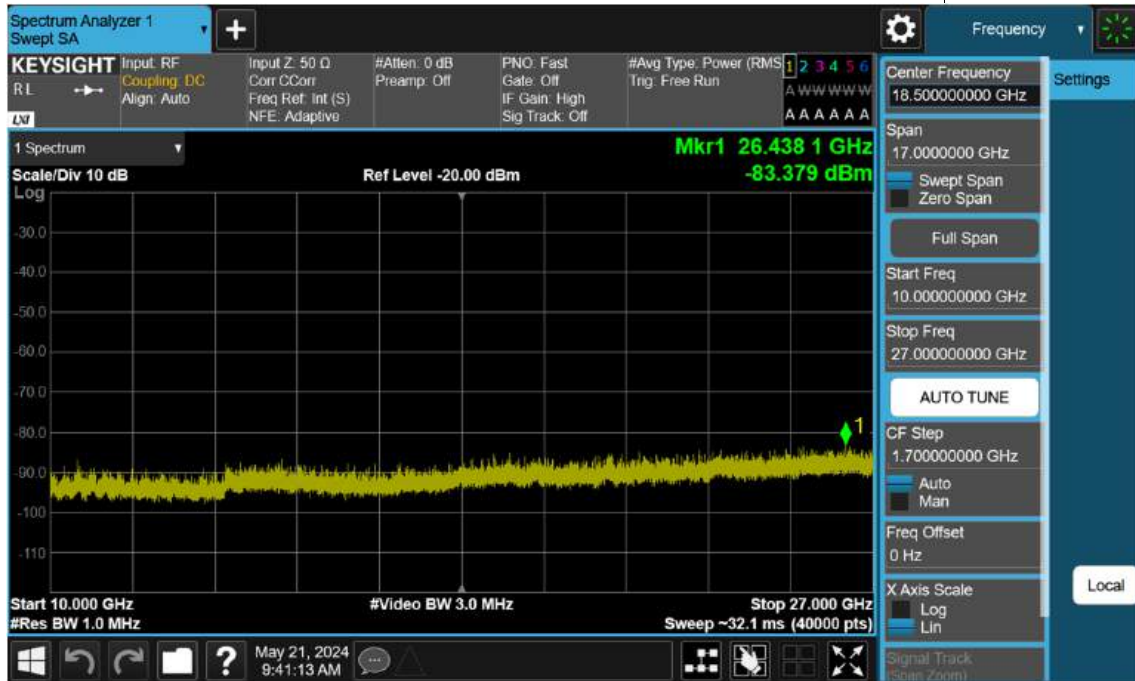 Spectrum Analyzer 1
Swept SA
+
Frequency
KEYSIGHT
RL
LXI
Input: RF
Coupling: DC
Align: Auto
Input Z: 50 Ω
Corr CCorr
Freq Ref: Int (S)
NFE: Adaptive
#Atten: 0 dB
Preamp: Off
PNO: Fast
Gate: Off
IF Gain: High
Sig Track: Off
#Avg Type: Power (RMS
Trig: Free Run
1 2 3 4 5 6
A W W W W W
A A A A A A
1 Spectrum
Mkr1 26.438 1 GHz
Scale/Div 10 dB
Ref Level -20.00 dBm
-83.379 dBm
Log
-30.0
-40.0
-50.0
-60.0
-70.0
-80.0
-90.0
-100
-110
1
Start 10.000 GHz
#Video BW 3.0 MHz
Stop 27.000 GHz
#Res BW 1.0 MHz
Sweep ~32.1 ms (40000 pts)
?
May 21, 2024
9:41:13 AM
Center Frequency
18.500000000 GHz
Settings
Span
17.0000000 GHz
Swept Span
Zero Span
Full Span
Start Freq
10.000000000 GHz
Stop Freq
27.000000000 GHz
AUTO TUNE
CF Step
1.700000000 GHz
Auto
Man
Freq Offset
0 Hz
X Axis Scale
Log
Lin
Local
Signal Track
(Span Zoom)